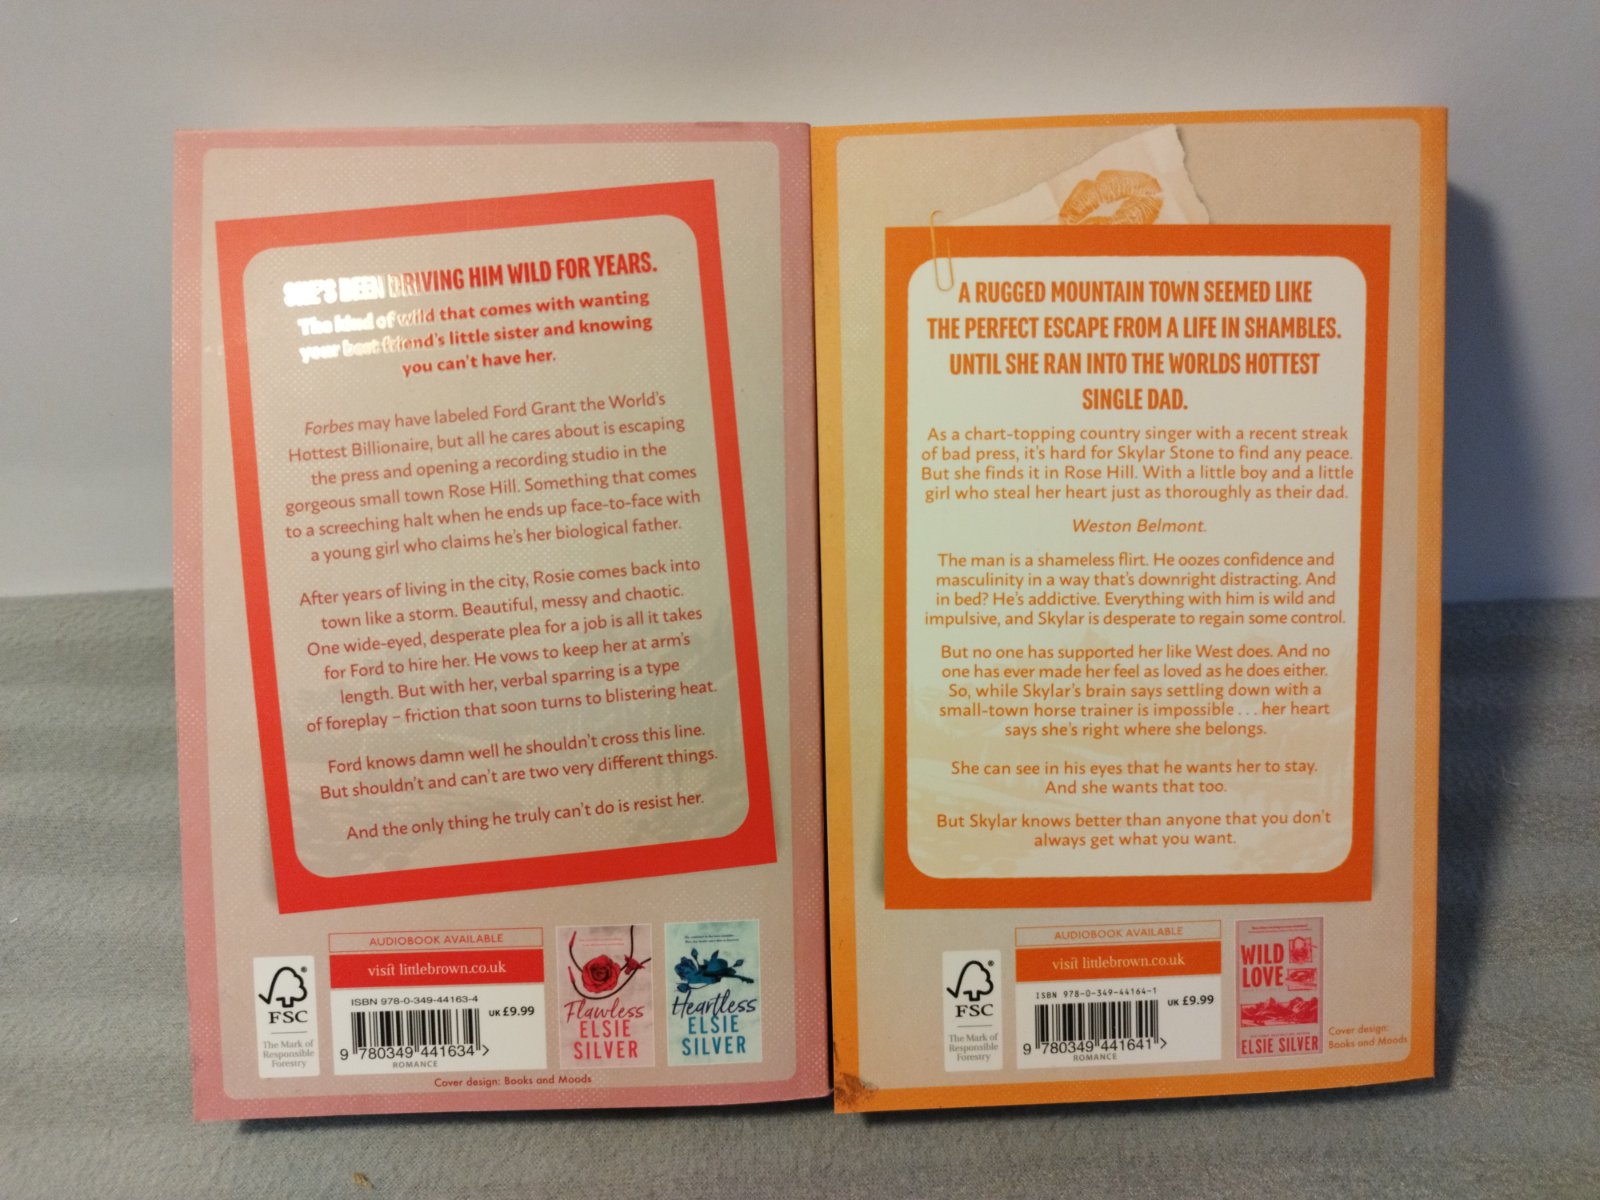 SHE'S BEEN DRIVING HIM WILD FOR YEARS.
The kind of wild that comes with wanting
your best friend's little sister and knowing
you can't have her.
Forbes may have labeled Ford Grant the World's
Hottest Billionaire, but all he cares about is escaping
the press and opening a recording studio in the
gorgeous small town Rose Hill. Something that comes
to a screeching halt when he ends up face-to-face with
a young girl who claims he's her biological father.
After years of living in the city, Rosie comes back into
town like a storm. Beautiful, messy and chaotic.
One wide-eyed, desperate plea for a job is all it takes
for Ford to hire her. He vows to keep her at arm's
length. But with her, verbal sparring is a type
of foreplay – friction that soon turns to blistering heat.
Ford knows damn well he shouldn't cross this line.
But shouldn't and can't are two very different things.
And the only thing he truly can't do is resist her.
AUDIOBOOK AVAILABLE
visit littlebrown.co.uk
FSC
The Mark of
Responsible
Forestry
ISBN 978-0-349-44163-4
UK £9.99
9 780349 441634 >
ROMANCE
Cover design: Books and Moods
Flawless
ELSIE
SILVER
Heartless
ELSIE
SILVER
A RUGGED MOUNTAIN TOWN SEEMED LIKE
THE PERFECT ESCAPE FROM A LIFE IN SHAMBLES.
UNTIL SHE RAN INTO THE WORLDS HOTTEST
SINGLE DAD.
As a chart-topping country singer with a recent streak
of bad press, it's hard for Skylar Stone to find any peace.
But she finds it in Rose Hill. With a little boy and a little
girl who steal her heart just as thoroughly as their dad.
Weston Belmont.
The man is a shameless flirt. He oozes confidence and
masculinity in a way that's downright distracting. And
in bed? He's addictive. Everything with him is wild and
impulsive, and Skylar is desperate to regain some control.
But no one has supported her like West does. And no
one has ever made her feel as loved as he does either.
So, while Skylar's brain says settling down with a
small-town horse trainer is impossible . . . her heart
says she's right where she belongs.
She can see in his eyes that he wants her to stay.
And she wants that too.
But Skylar knows better than anyone that you don't
always get what you want.
AUDIOBOOK AVAILABLE
visit littlebrown.co.uk
FSC
The Mark of
Responsible
Forestry
ISBN 978-0-349-44164-1
UK £9.99
9 780349 441641 >
ROMANCE
WILD
LOVE
ELSIE SILVER
Cover design:
Books and Moods